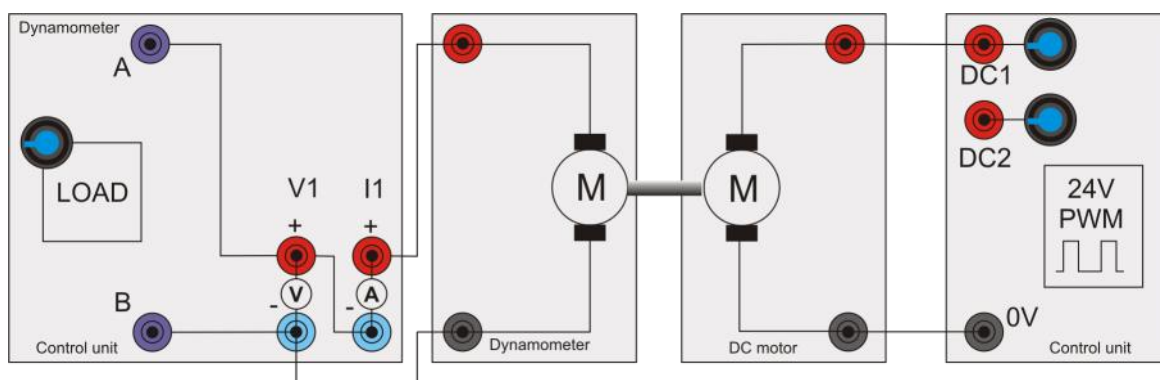 Dynamometer
A
LOAD
V1
I1
+
+
V
A
-
-
B
Control unit
M
Dynamometer
M
DC motor
DC1
DC2
24V
PWM
0V
Control unit